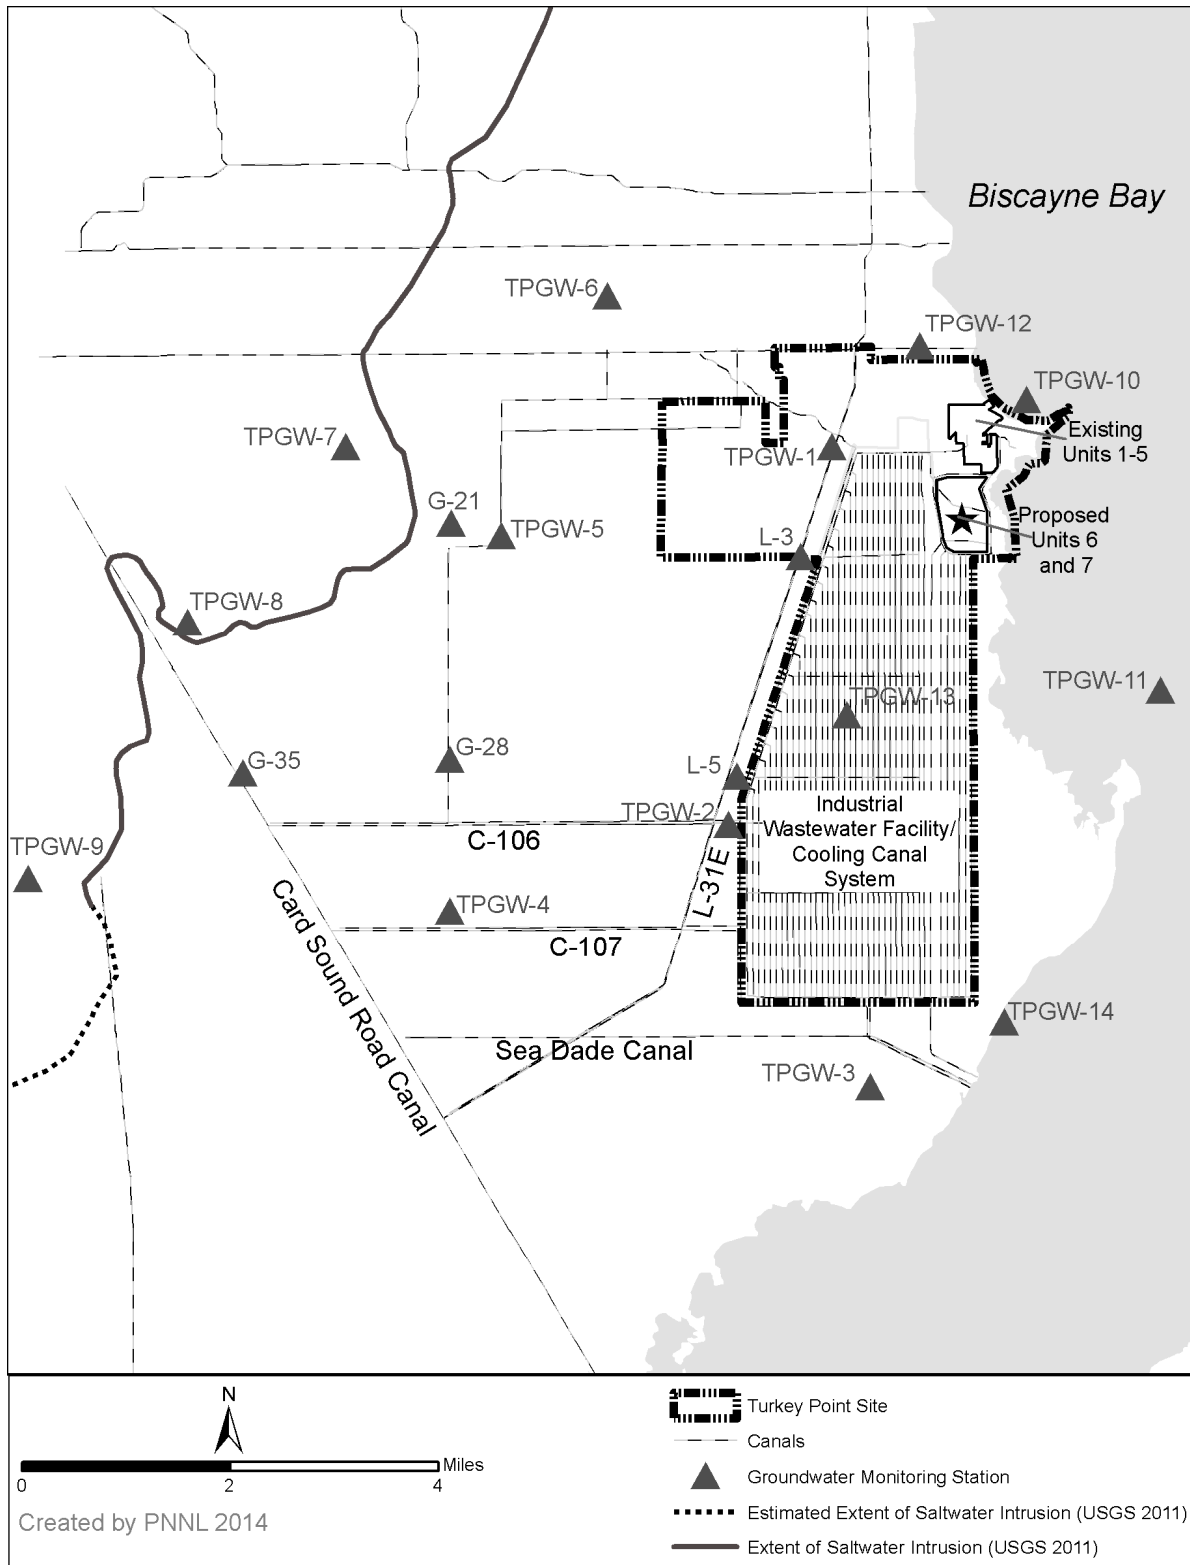 Biscayne Bay
TPGW-6
TPGW-12
TPGW-10
Existing
Units 1-5
TPGW-7
TPGW-1
G-21
TPGW-5
L-3
Proposed
Units 6
and 7
TPGW-8
TPGW-11
TPGW-13
G-35
G-28
L-5
TPGW-2
Industrial
Wastewater Facility/
Cooling Canal
System
C-106
TPGW-9
L-31E
TPGW-4
C-107
Card Sound Road Canal
TPGW-14
Sea Dade Canal
TPGW-3
N
Miles
0 2 4
Created by PNNL 2014
Turkey Point Site
Canals
Groundwater Monitoring Station
Estimated Extent of Saltwater Intrusion (USGS 2011)
Extent of Saltwater Intrusion (USGS 2011)